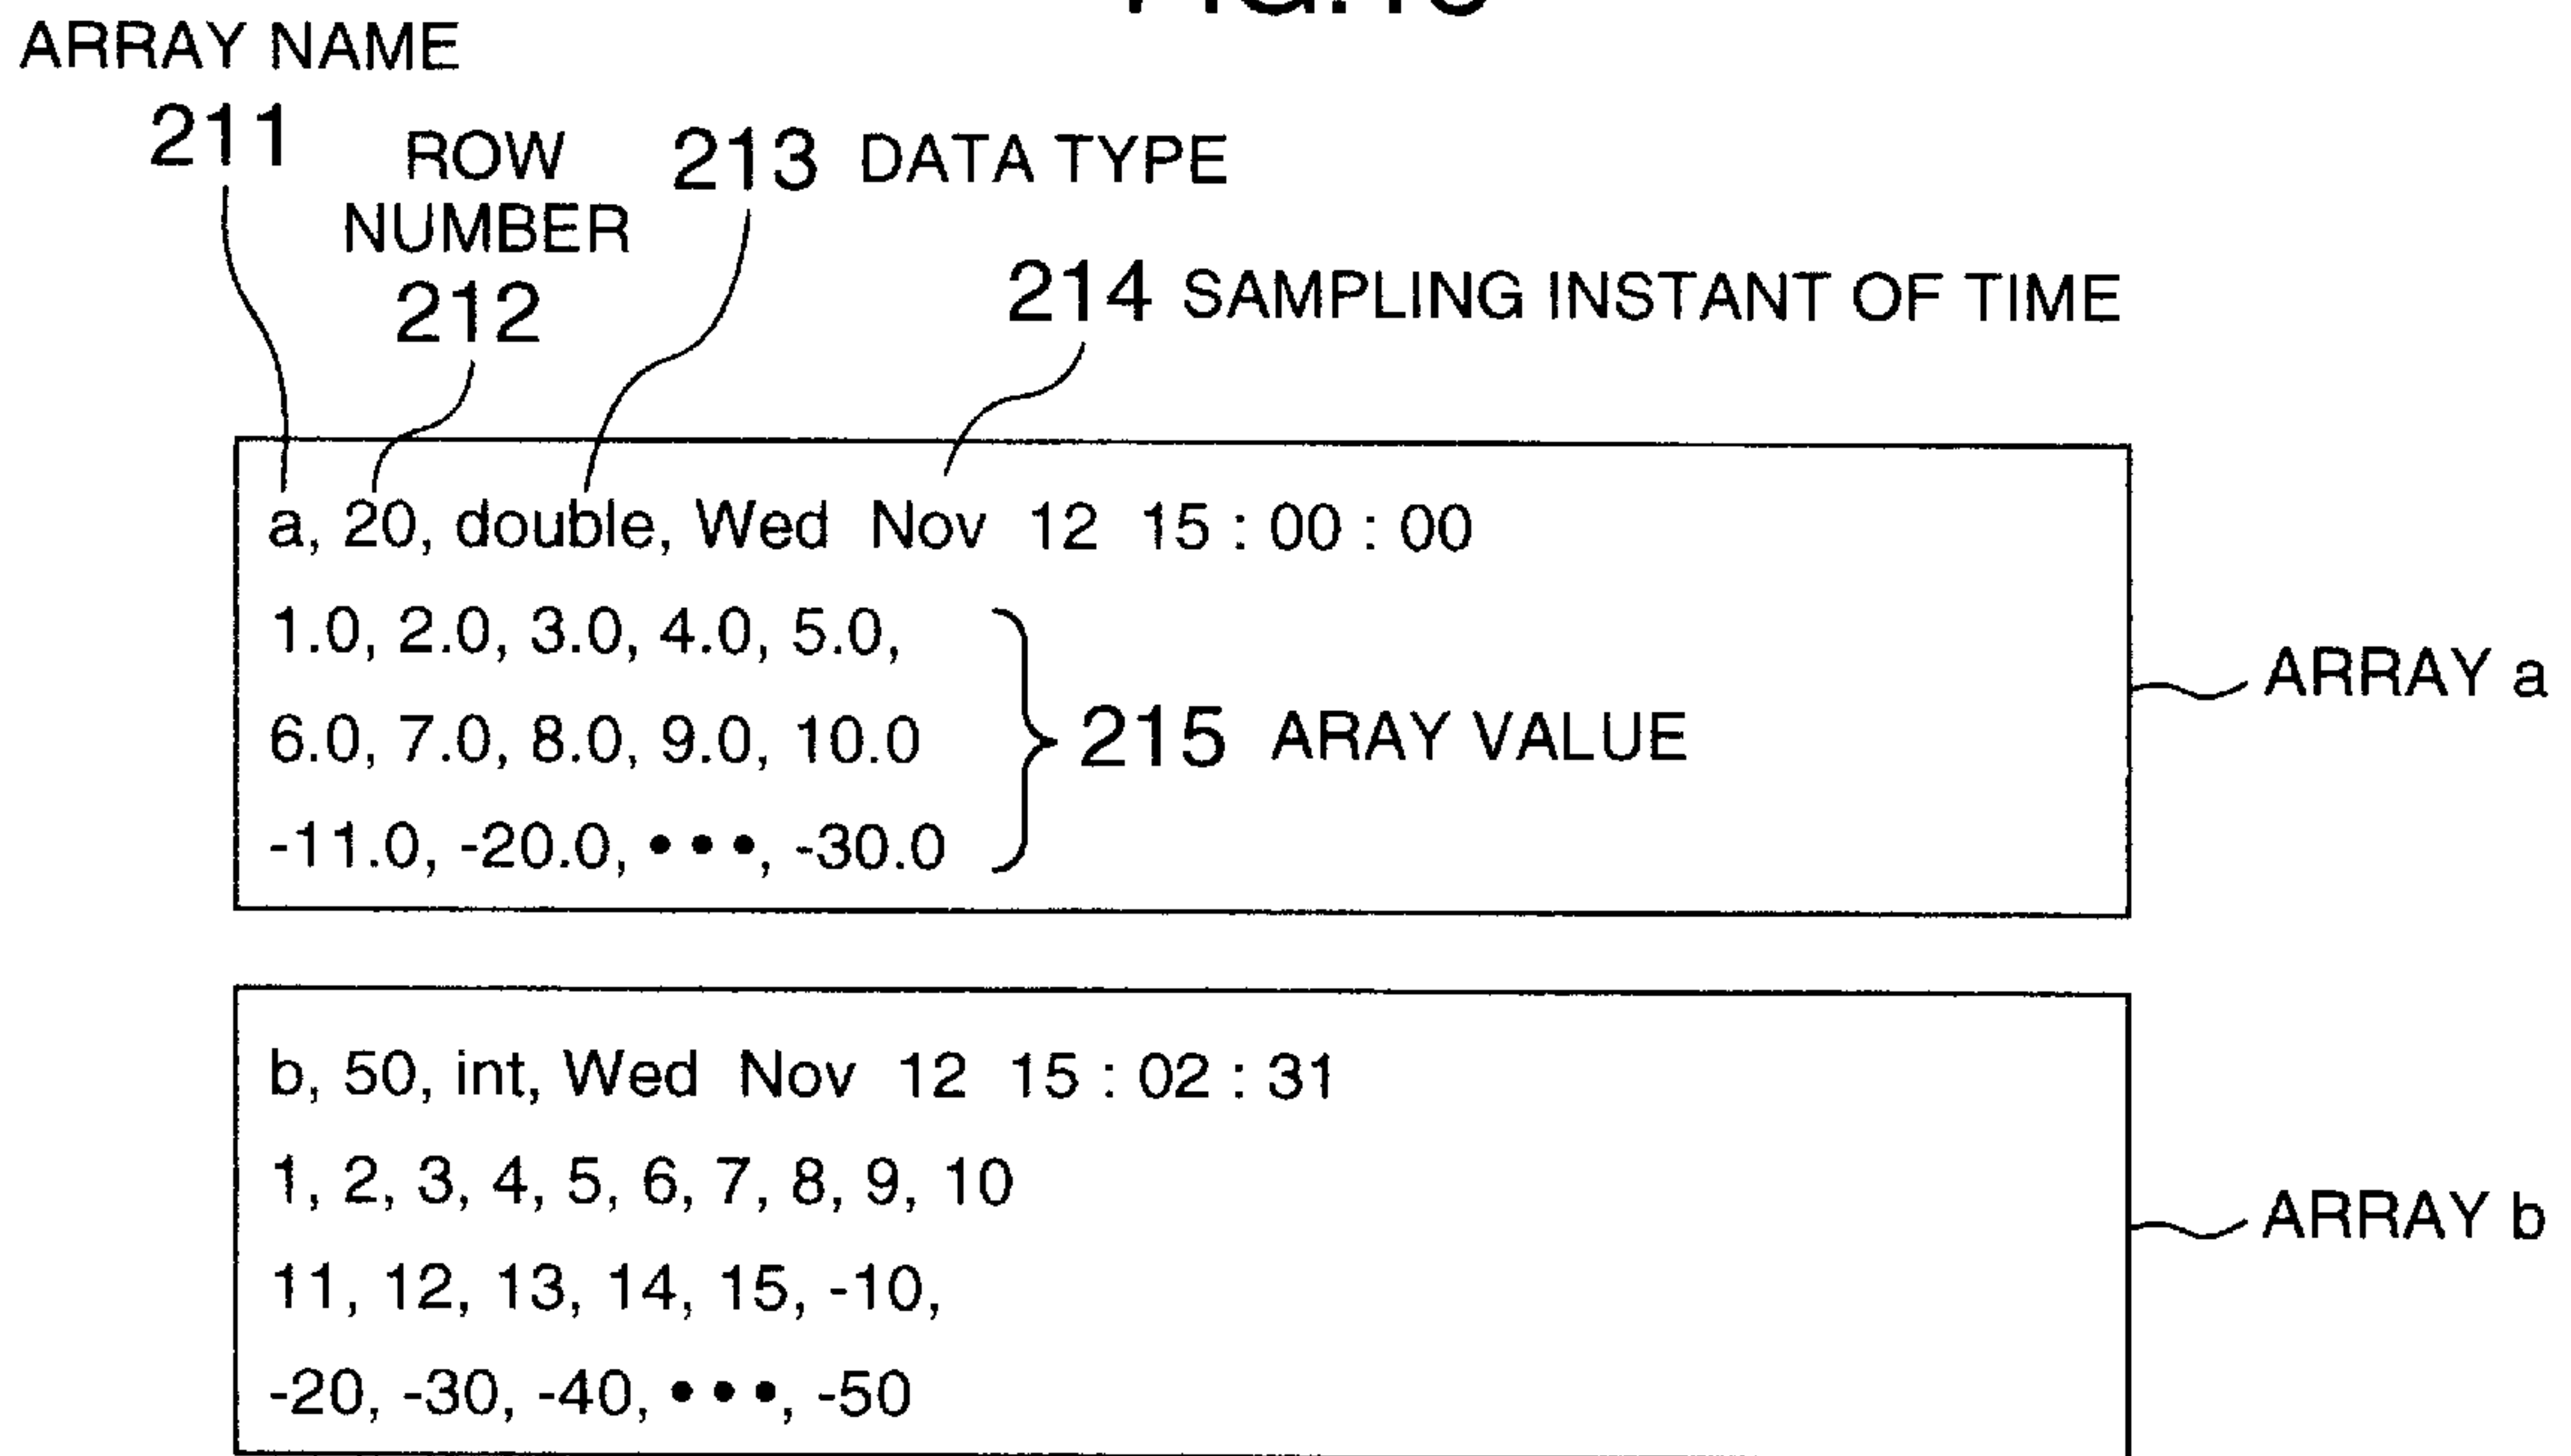 ARRAY NAME
211
ROW
NUMBER
212
213 DATA TYPE
214 SAMPLING INSTANT OF TIME
a, 20, double, Wed Nov 12 15 : 00 : 00
1.0, 2.0, 3.0, 4.0, 5.0,
6.0, 7.0, 8.0, 9.0, 10.0
-11.0, -20.0, •••, -30.0
215 ARAY VALUE
ARRAY a
b, 50, int, Wed Nov 12 15 : 02 : 31
1, 2, 3, 4, 5, 6, 7, 8, 9, 10
11, 12, 13, 14, 15, -10,
-20, -30, -40, •••, -50
ARRAY b